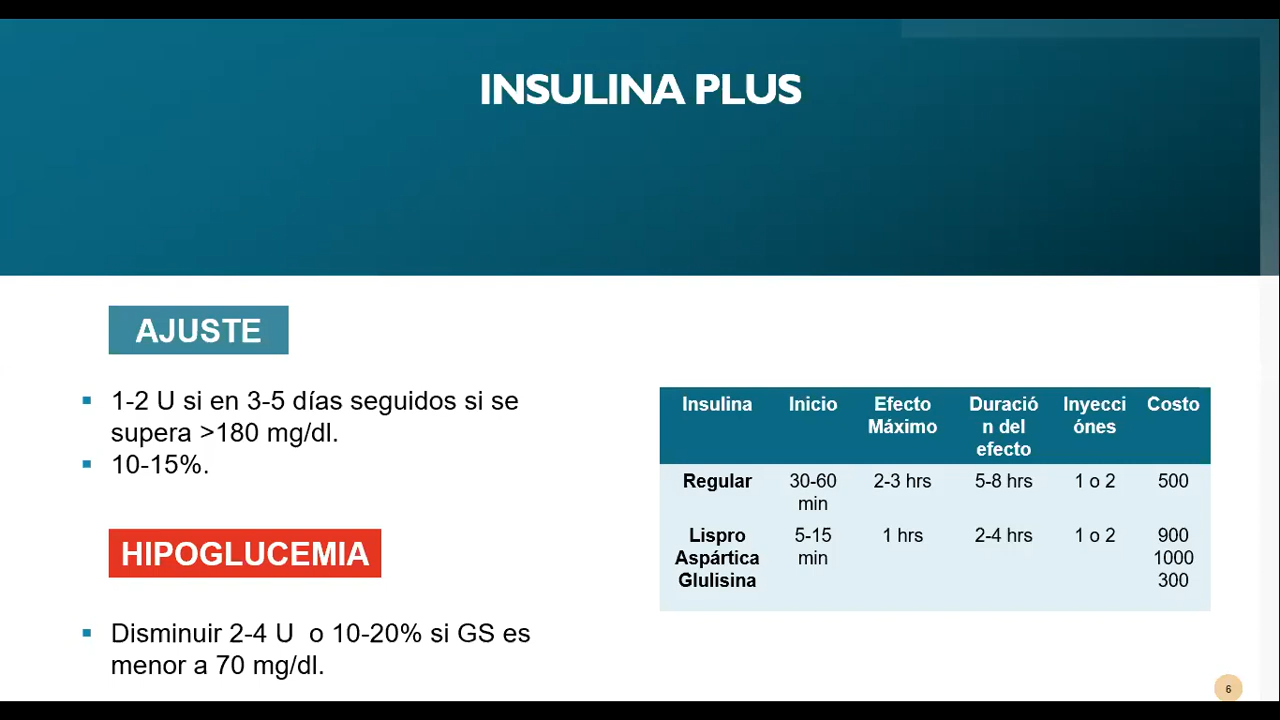 INSULINA PLUS
AJUSTE
▪ 1-2 U si en 3-5 días seguidos si se
supera >180 mg/dl.
▪ 10-15%.
HIPOGLUCEMIA
▪ Disminuir 2-4 U o 10-20% si GS es
menor a 70 mg/dl.
Insulina Inicio Efecto Duració Inyecci Costo
Máximo n del ónes
efecto
Regular 30-60 2-3 hrs 5-8 hrs 1 o 2 500
min
Lispro 5-15 1 hrs 2-4 hrs 1 o 2 900
Aspártica min 1000
Glulisina 300
6